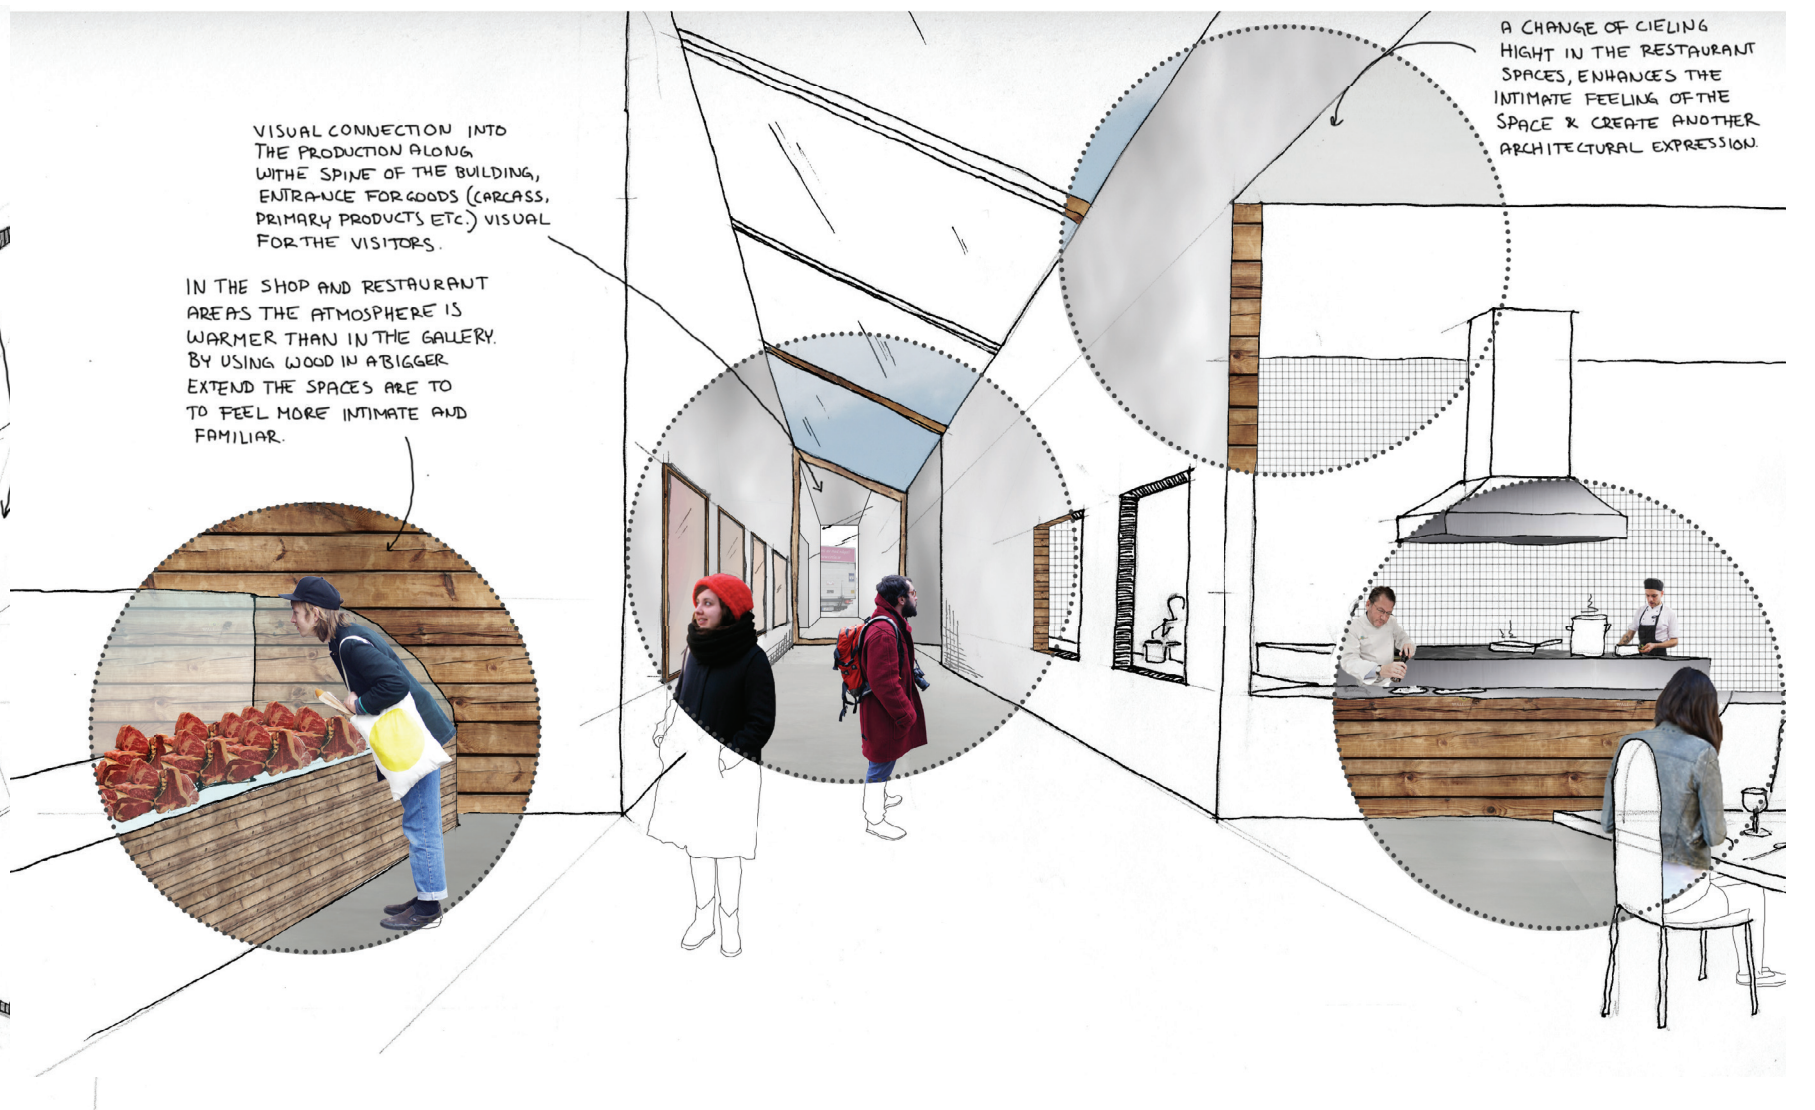 VISUAL CONNECTION INTO
THE PRODUCTION ALONG
WITHE SPINE OF THE BUILDING,
ENTRANCE FOR GOODS (CARCASS,
PRIMARY PRODUCTS ETC.) VISUAL
FOR THE VISITORS.
IN THE SHOP AND RESTAURANT
AREAS THE ATMOSPHERE IS
WARMER THAN IN THE GALLERY.
BY USING WOOD IN A BIGGER
EXTEND THE SPACES ARE TO
TO FEEL MORE INTIMATE AND
FAMILIAR.
A CHANGE OF CIELING
HIGHT IN THE RESTAURANT
SPACES, ENHANCES THE
INTIMATE FEELING OF THE
SPACE & CREATE ANOTHER
ARCHITECTURAL EXPRESSION.